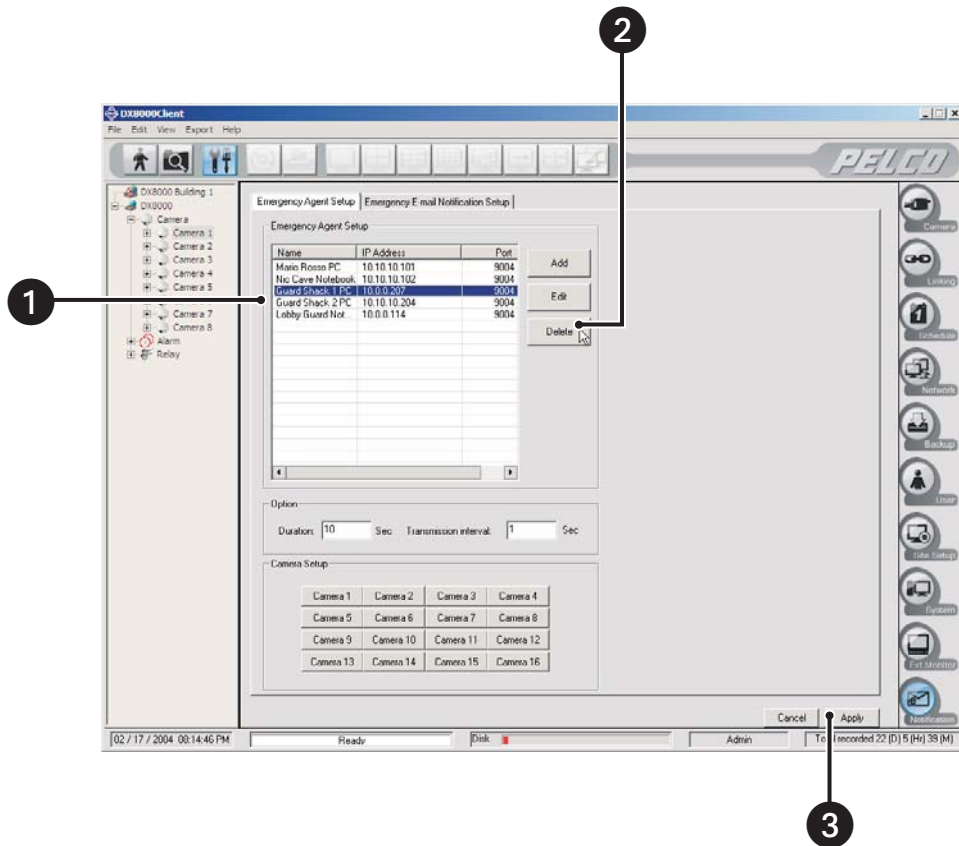 2
DX8000Client
File Edit View Export Help
PELCO
DX8000 Building 1
DX8000
Camera
Camera 1
Camera 2
Camera 3
Camera 4
Camera 5
Camera 7
Camera 8
Alarm
Relay
1
Emergency Agent Setup Emergency E-mail Notification Setup
Emergency Agent Setup
Name IP Address Port
Mario Rosso PC 10.10.10.101 9004
Nic Cave Notebook 10.10.10.102 9004
Guard Shack 1 PC 10.0.0.207 9004
Guard Shack 2 PC 10.10.10.204 9004
Lobby Guard Not... 10.0.0.114 9004
Add
Edit
Delete
Option
Duration: 10 Sec Transmission interval: 1 Sec
Camera Setup
Camera 1 Camera 2 Camera 3 Camera 4
Camera 5 Camera 6 Camera 7 Camera 8
Camera 9 Camera 10 Camera 11 Camera 12
Camera 13 Camera 14 Camera 15 Camera 16
Cancel Apply
Camera
Linking
1
Schedule
Network
Backup
User
Site Setup
System
Ext Monitor
Notification
02 / 17 / 2004 08:14:46 PM Ready Disk Admin recorded 22 (D) 5 (Hr) 39 (M)
3